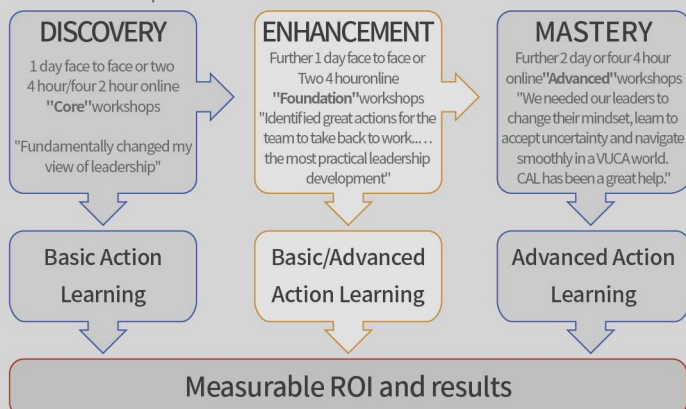 DISCOVERY
1 day face to face or two
4 hour/four 2 hour online
"Core"workshops
"Fundamentally changed my
view of leadership"
ENHANCEMENT
Further 1 day face to face or
Two 4 houronline
"Foundation"workshops
"Identified great actions for the
team to take back to work.....
the most practical leadership
development"
MASTERY
Further 2 day or four 4 hour
online"Advanced"workshops
"We needed our leaders to
change their mindset, learn to
accept uncertainty and navigate
smoothly in a VUCA world.
CAL has been a great help."
Basic Action
Learning
Basic/Advanced
Action Learning
Advanced Action
Learning
Measurable ROI and results